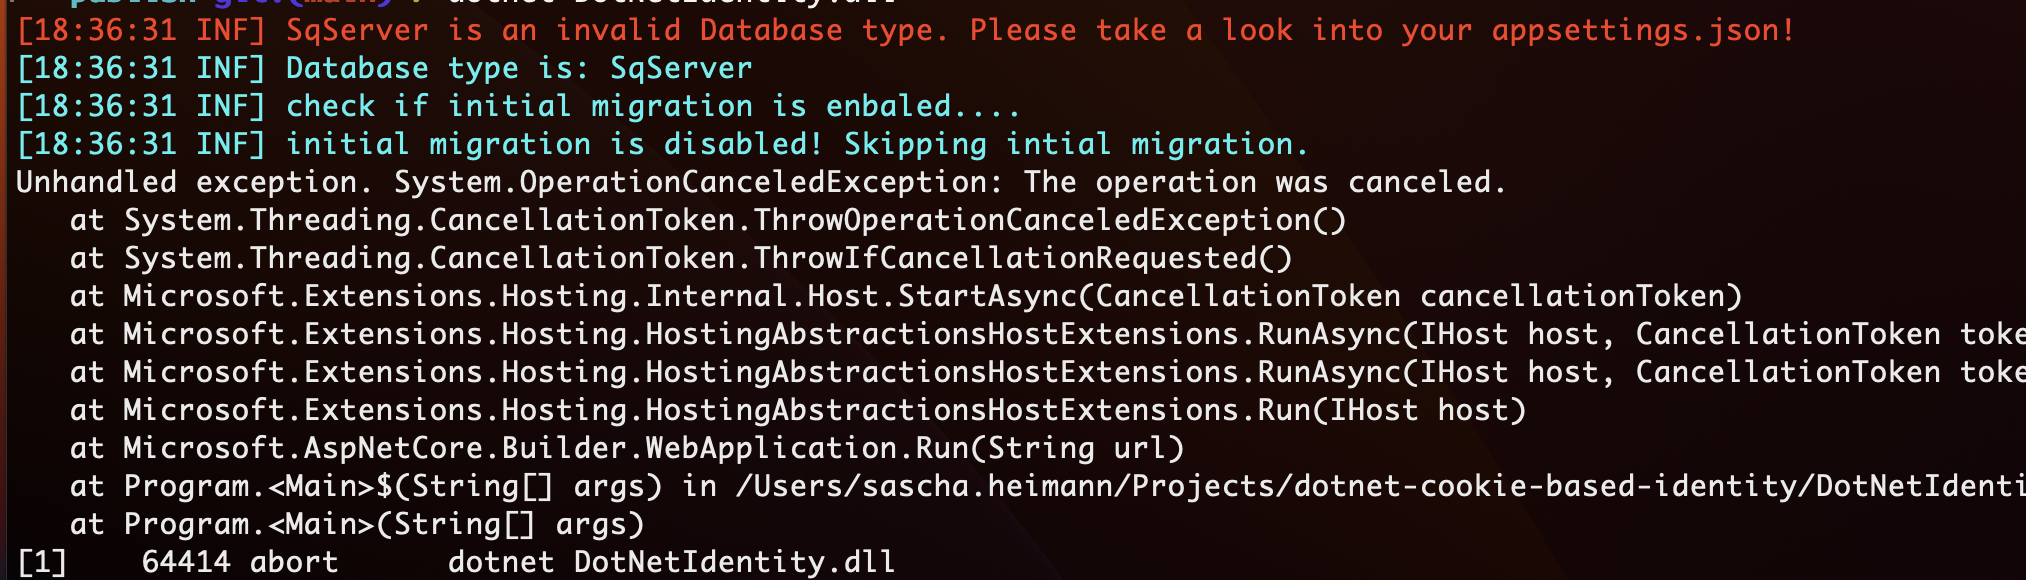 publish git:(main) dotnet DotNetIdentity.dll
[18:36:31 INF] SqServer is an invalid Database type. Please take a look into your appsettings.json!
[18:36:31 INF] Database type is: SqServer
[18:36:31 INF] check if initial migration is enbaled....
[18:36:31 INF] initial migration is disabled! Skipping intial migration.
Unhandled exception. System.OperationCanceledException: The operation was canceled.
   at System.Threading.CancellationToken.ThrowOperationCanceledException()
   at System.Threading.CancellationToken.ThrowIfCancellationRequested()
   at Microsoft.Extensions.Hosting.Internal.Host.StartAsync(CancellationToken cancellationToken)
   at Microsoft.Extensions.Hosting.HostingAbstractionsHostExtensions.RunAsync(IHost host, CancellationToken toke
   at Microsoft.Extensions.Hosting.HostingAbstractionsHostExtensions.RunAsync(IHost host, CancellationToken toke
   at Microsoft.Extensions.Hosting.HostingAbstractionsHostExtensions.Run(IHost host)
   at Microsoft.AspNetCore.Builder.WebApplication.Run(String url)
   at Program.<Main>$(String[] args) in /Users/sascha.heimann/Projects/dotnet-cookie-based-identity/DotNetIdenti
   at Program.<Main>(String[] args)
[1]    64414 abort      dotnet DotNetIdentity.dll